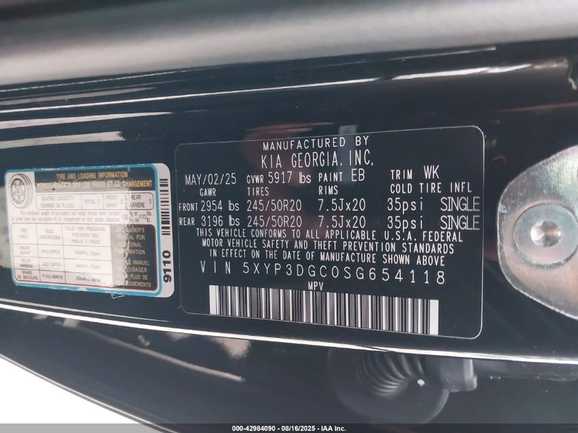 MANUFACTURED BY
KIA GEORGIA, INC.
MAY/02/25 GVWR 5917 lbs PAINT EB TRIM WK
GAWR TIRES RIMS COLD TIRE INFL
FRONT 2954 lbs 245/50R20 7.5Jx20 35psi SINGLE
REAR 3196 lbs 245/50R20 7.5Jx20 35psi SINGLE
THIS VEHICLE CONFORMS TO ALL APPLICABLE U.S.A. FEDERAL
MOTOR VEHICLE SAFETY, BUMPER, AND THEFT PREVENTION STANDARDS
IN EFFECT ON THE DATE OF MANUFACTURE SHOWN ABOVE.
VIN 5XYP3DGC0SG654118
MPV
TIRE AND LOADING INFORMATION
9110
000-42984090 - 08/16/2025 - IAA Inc.